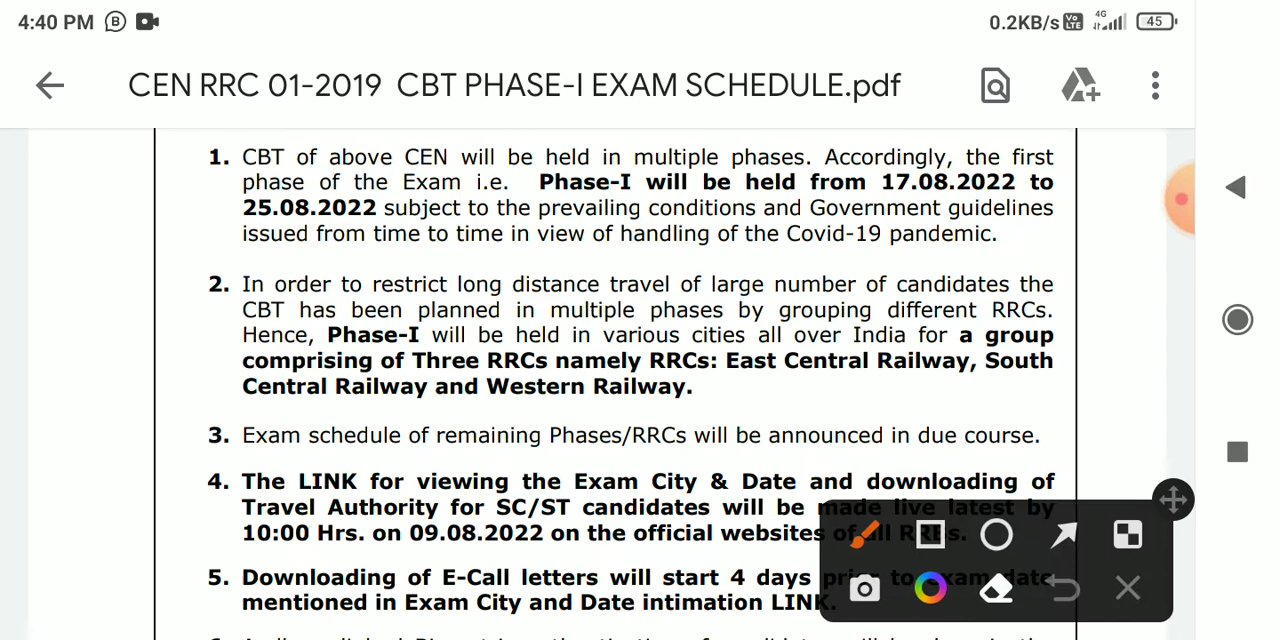 4:40 PM B 0.2KB/s Vo LTE 4G 45
CEN RRC 01-2019 CBT PHASE-I EXAM SCHEDULE.pdf
1. CBT of above CEN will be held in multiple phases. Accordingly, the first
phase of the Exam i.e. Phase-I will be held from 17.08.2022 to
25.08.2022 subject to the prevailing conditions and Government guidelines
issued from time to time in view of handling of the Covid-19 pandemic.
2. In order to restrict long distance travel of large number of candidates the
CBT has been planned in multiple phases by grouping different RRCs.
Hence, Phase-I will be held in various cities all over India for a group
comprising of Three RRCs namely RRCs: East Central Railway, South
Central Railway and Western Railway.
3. Exam schedule of remaining Phases/RRCs will be announced in due course.
4. The LINK for viewing the Exam City & Date and downloading of
Travel Authority for SC/ST candidates will be made live latest by
10:00 Hrs. on 09.08.2022 on the official websites of all RRBs.
5. Downloading of E-Call letters will start 4 days prior to exam date
mentioned in Exam City and Date intimation LINK.